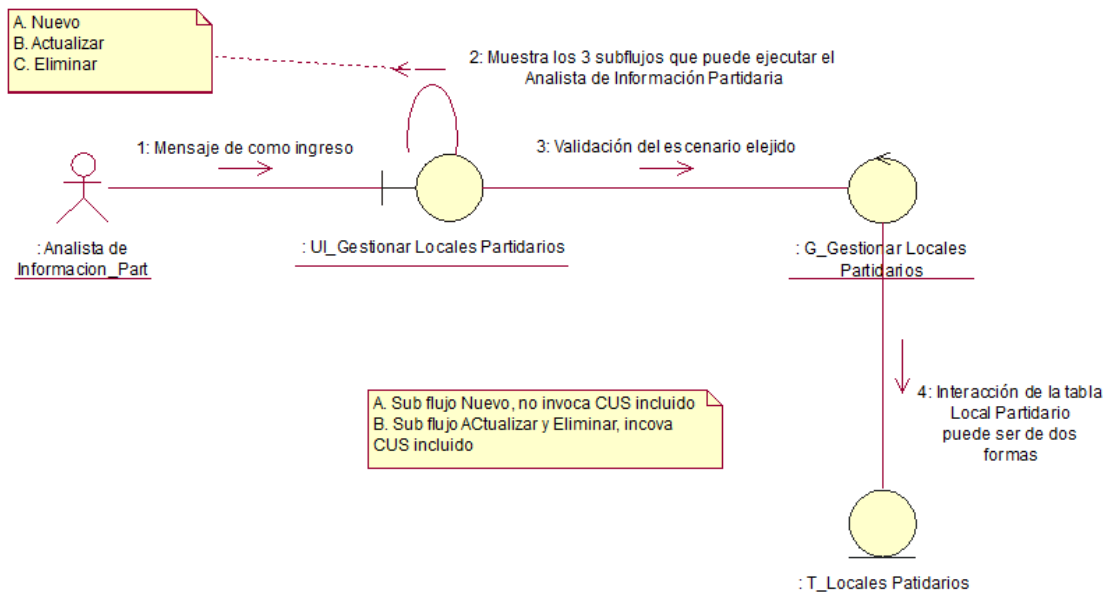 A. Nuevo
B. Actualizar
C. Eliminar
2: Muestra los 3 subflujos que puede ejecutar el
Analista de Información Partidaria
1: Mensaje de como ingreso
3: Validación del escenario elejido
: Analista de
Informacion_Part
: UI_Gestionar Locales Partidarios
: G_Gestionar Locales
Partidarios
A. Sub flujo Nuevo, no invoca CUS incluido
B. Sub flujo ACtualizar y Eliminar, incova
CUS incluido
4: Interacción de la tabla
Local Partidario
puede ser de dos
formas
: T_Locales Patidarios